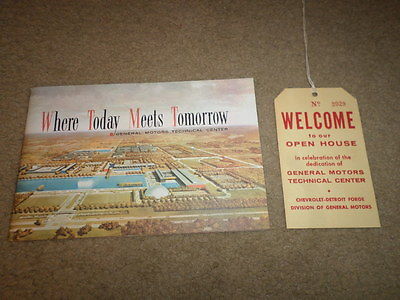 Where Today Meets Tomorrow
GENERAL MOTORS TECHNICAL CENTER
No 2029
WELCOME
to our
OPEN HOUSE
in celebration of the
dedication of
GENERAL MOTORS
TECHNICAL CENTER
CHEVROLET-DETROIT FORGE
DIVISION OF GENERAL MOTORS